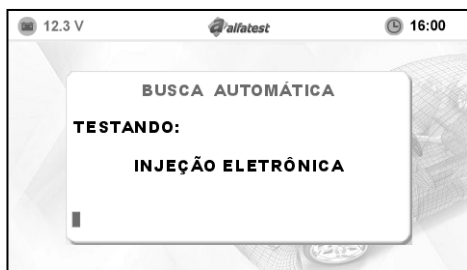 12.3 V alfatest 16:00
BUSCA AUTOMÁTICA
TESTANDO:
INJEÇÃO ELETRÔNICA